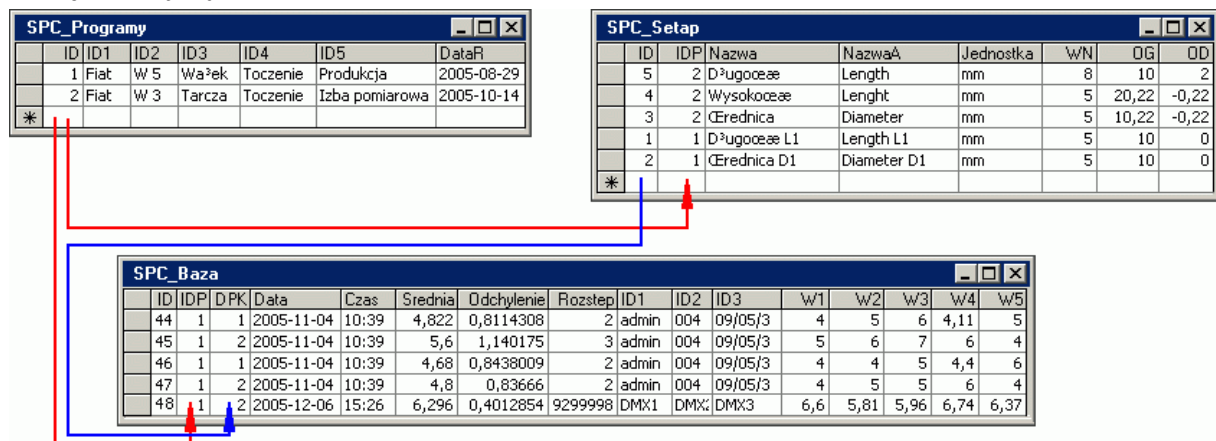 SPC_Programy
ID ID1 ID2 ID3 ID4 ID5 DataR
1 Fiat W 5 Wa³ek Toczenie Produkcja 2005-08-29
2 Fiat W 3 Tarcza Toczenie Izba pomiarowa 2005-10-14
SPC_Setap
ID IDP Nazwa NazwaA Jednostka WN OG OD
5 2 D³ugoœæ Length mm 8 10 2
4 2 Wysokoœæ Lenght mm 5 20,22 -0,22
3 2 Œrednica Diameter mm 5 10,22 -0,22
1 1 D³ugoœæ L1 Length L1 mm 5 10 0
2 1 Œrednica D1 Diameter D1 mm 5 10 0
SPC_Baza
ID IDP DPK Data Czas Srednia Odchylenie Rozstep ID1 ID2 ID3 W1 W2 W3 W4 W5
44 1 1 2005-11-04 10:39 4,822 0,8114308 2 admin 004 09/05/3 4 5 6 4,11 5
45 1 2 2005-11-04 10:39 5,6 1,140175 3 admin 004 09/05/3 5 6 7 6 4
46 1 1 2005-11-04 10:39 4,68 0,8438009 2 admin 004 09/05/3 4 4 5 4,4 6
47 1 2 2005-11-04 10:39 4,8 0,83666 2 admin 004 09/05/3 4 5 5 6 4
48 1 2 2005-12-06 15:26 6,296 0,4012854 9299998 DMX1 DMX2 DMX3 6,6 5,81 5,96 6,74 6,37